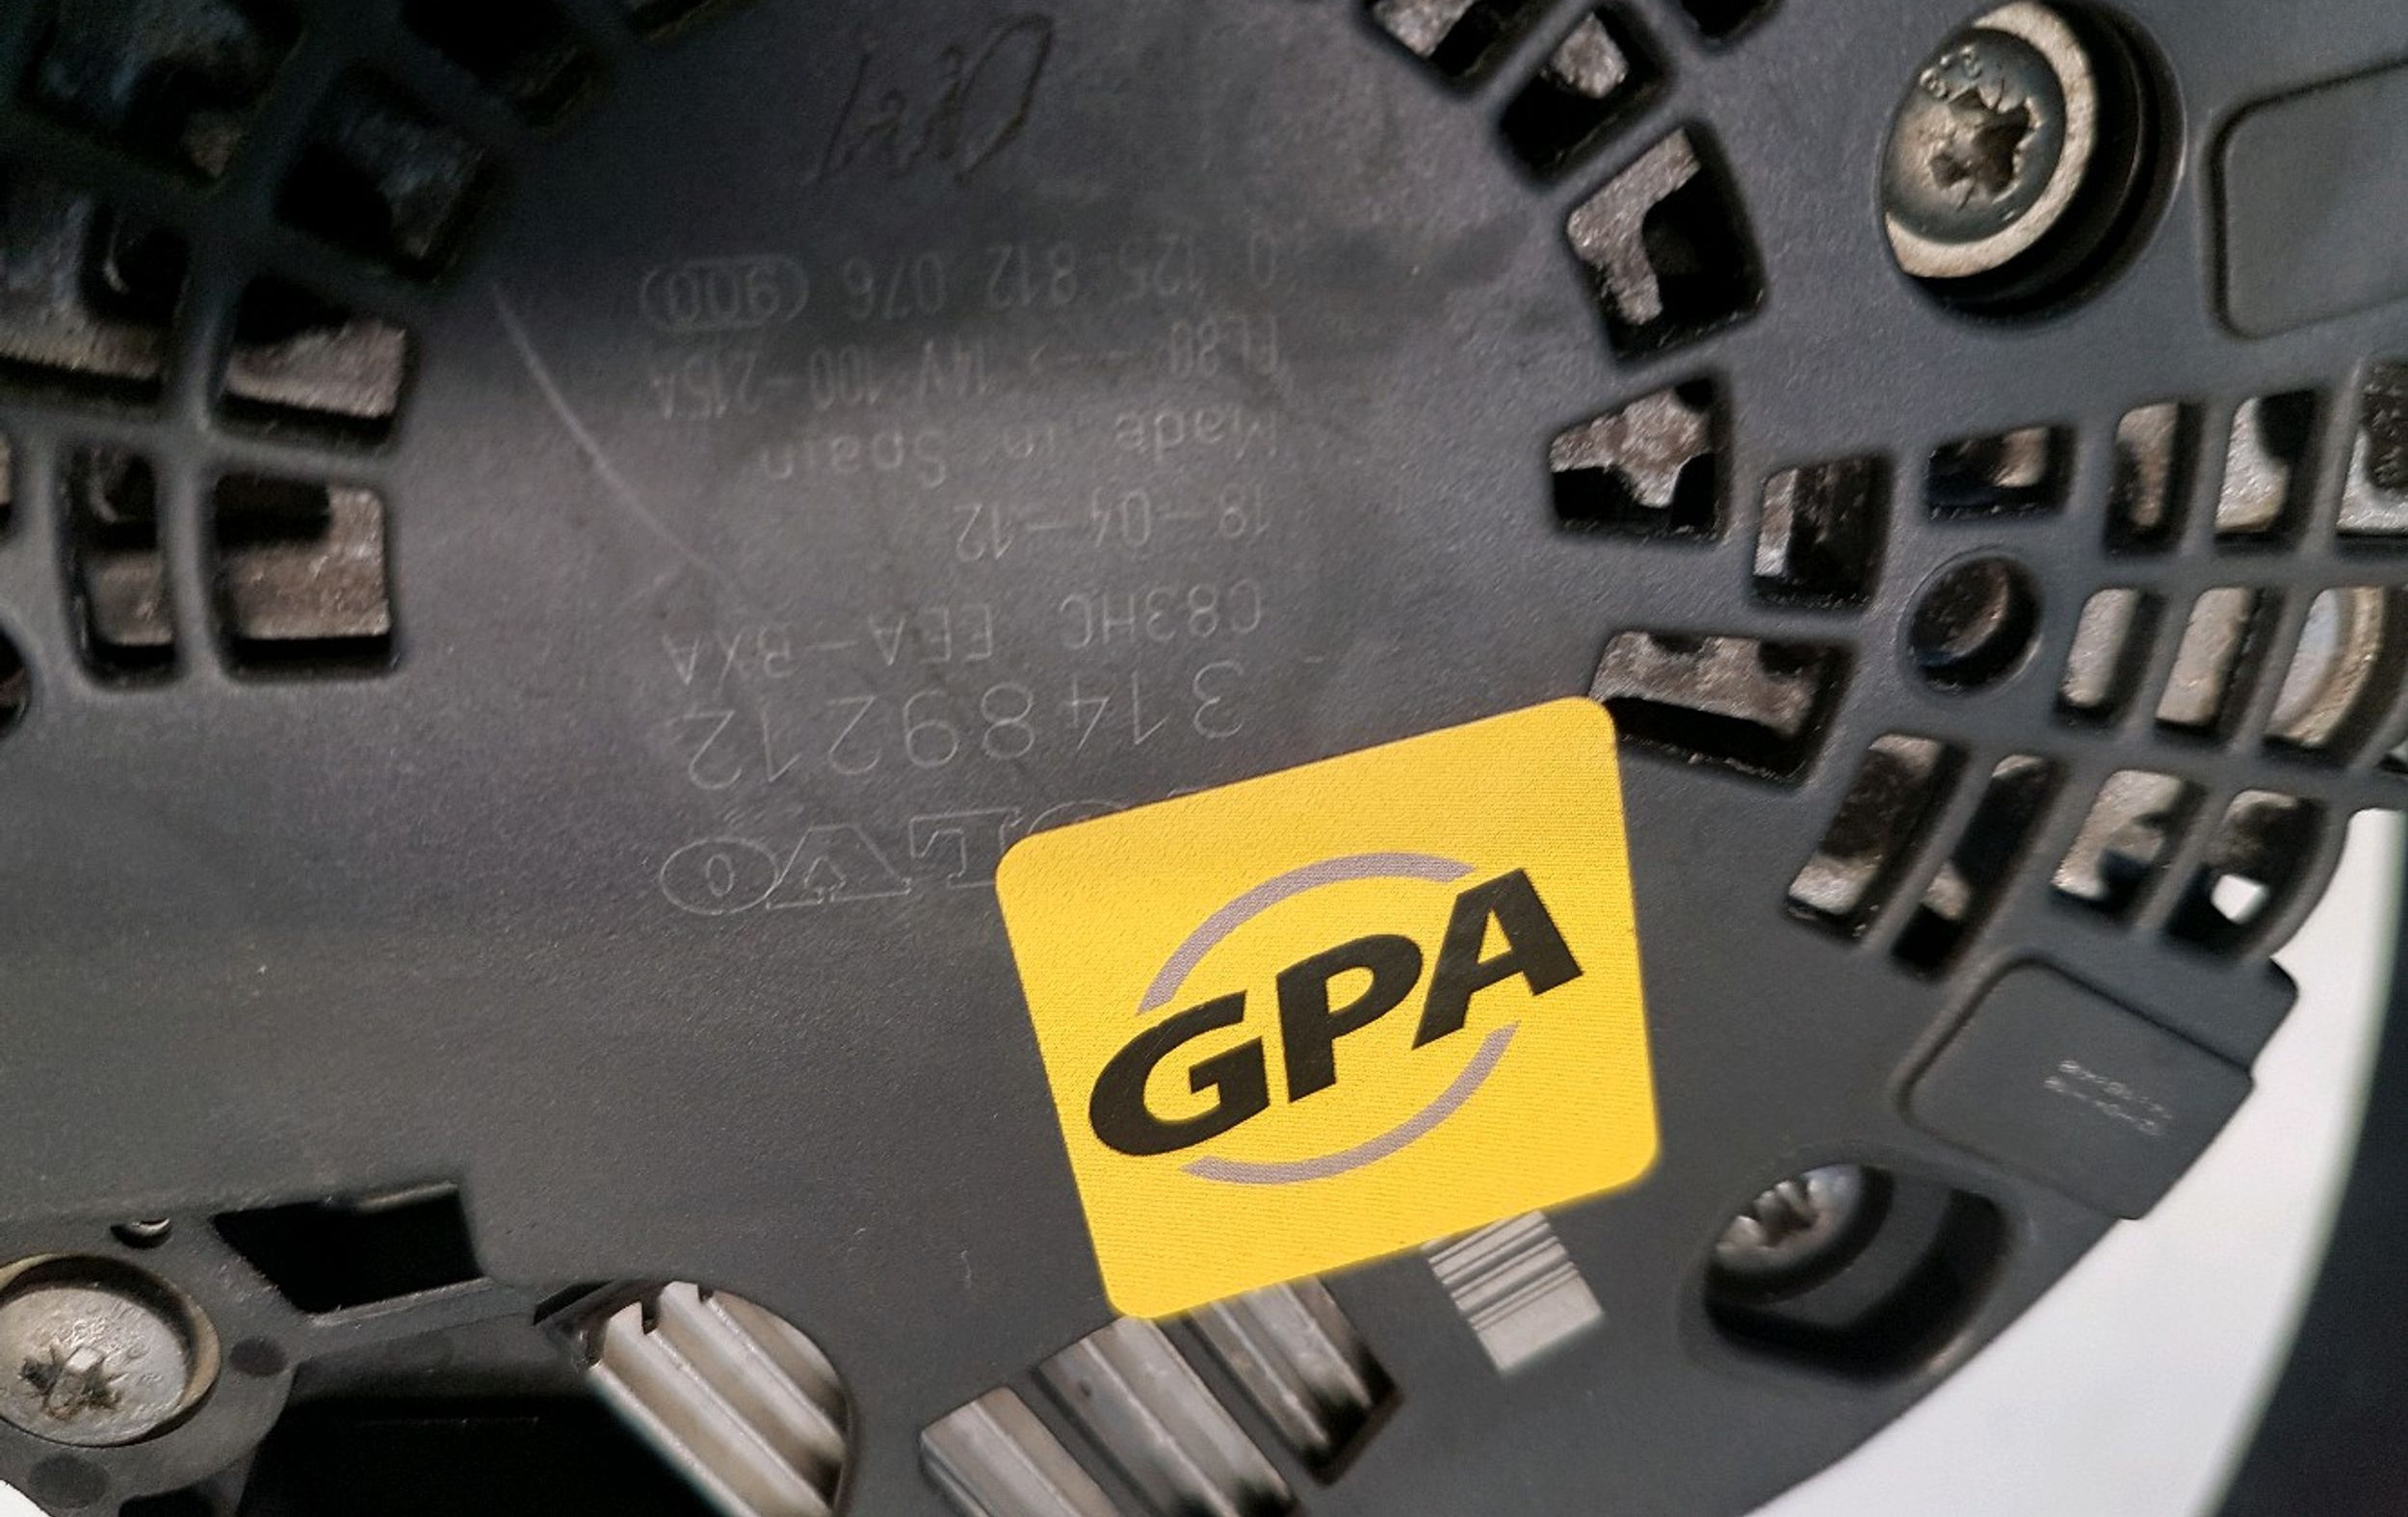 VOLVO
31489212
C83HC EEA-BXA
18-04-12
Made in Spain
EL80 --> 14V 100-215A
0 125 812 076 (900)
GPA